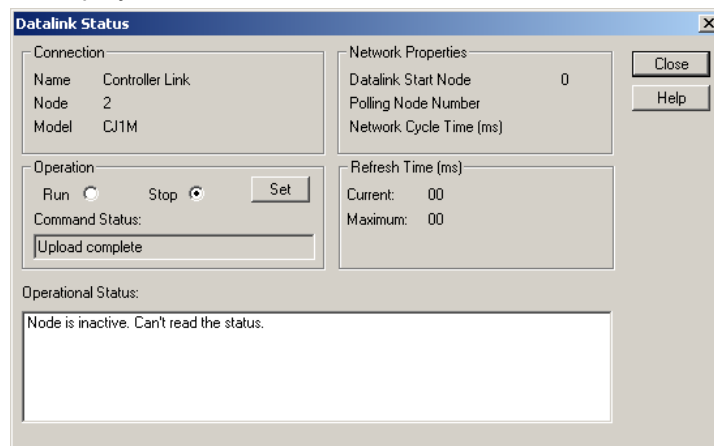 Datalink Status
Connection
Name Controller Link
Node 2
Model CJ1M
Network Properties
Datalink Start Node 0
Polling Node Number
Network Cycle Time (ms)
Close
Help
Operation
Run Stop Set
Command Status:
Upload complete
Refresh Time (ms)
Current: 00
Maximum: 00
Operational Status:
Node is inactive. Can't read the status.